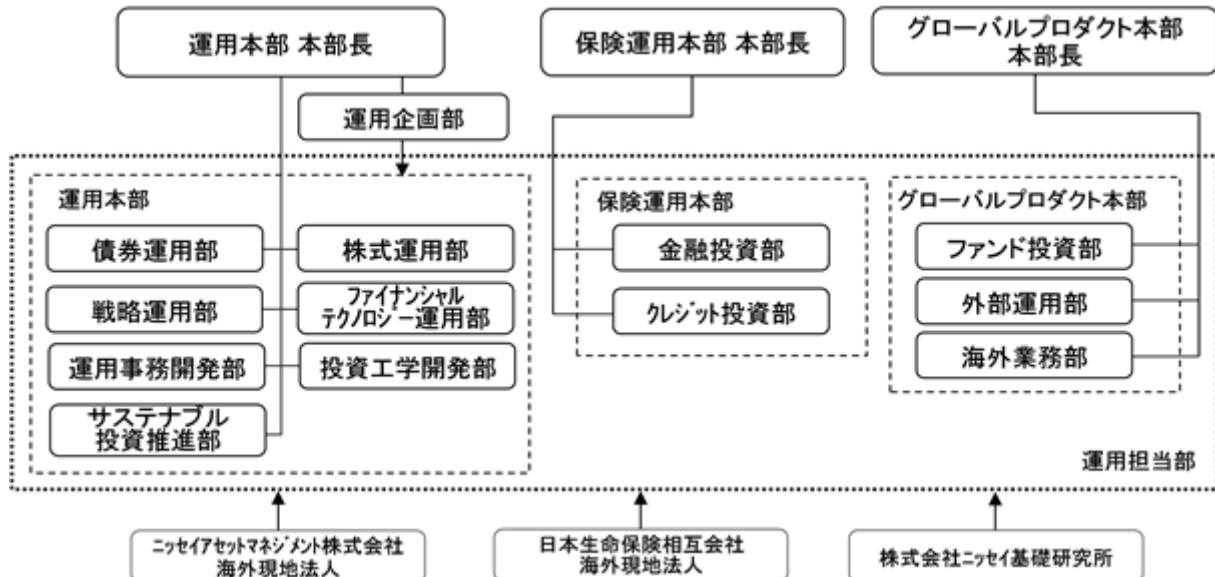 運用本部 本部長
保険運用本部 本部長
グローバルプロダクト本部
本部長
運用企画部
運用本部
債券運用部
株式運用部
戦略運用部
ファイナンシャル
テクノロジー運用部
運用事務開発部
投資工学開発部
サステナブル
投資推進部
保険運用本部
金融投資部
クレジット投資部
グローバルプロダクト本部
ファンド投資部
外部運用部
海外業務部
運用担当部
ニッセイアセットマネジメント株式会社
海外現地法人
日本生命保険相互会社
海外現地法人
株式会社ニッセイ基礎研究所